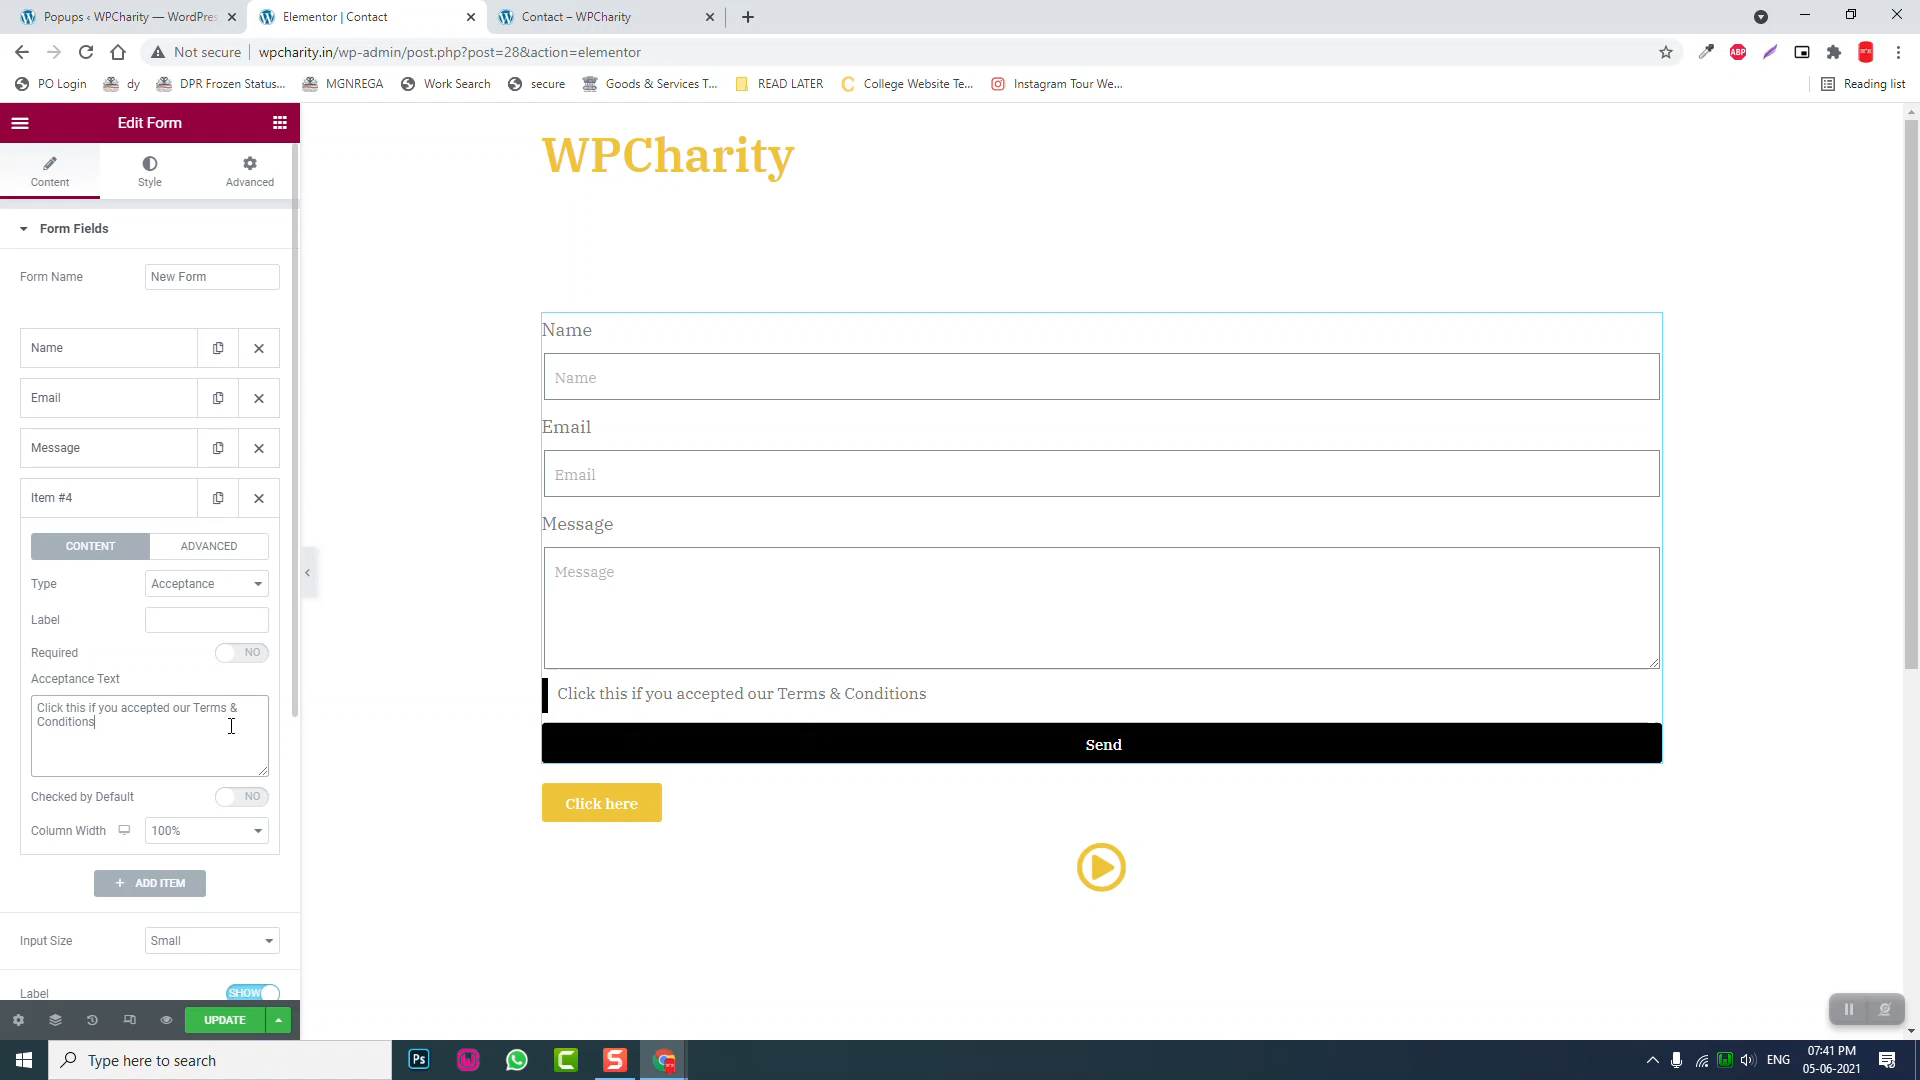 Popups ‹ WPCharity — WordPres
Elementor | Contact
Contact – WPCharity
Not secure
wpcharity.in/wp-admin/post.php?post=28&action=elementor
ABP
PO Login
dy
DPR Frozen Status...
MGNREGA
Work Search
secure
Goods & Services T...
READ LATER
College Website Te...
Instagram Tour We...
Reading list
Edit Form
Content
Style
Advanced
Form Fields
Form Name
New Form
Name
Email
Message
Item #4
CONTENT
ADVANCED
Type
Acceptance
Label
Required
NO
Acceptance Text
Click this if you accepted our Terms &
Conditions
Checked by Default
NO
Column Width
100%
ADD ITEM
Input Size
Small
Label
SHOW
UPDATE
WPCharity
Name
Name
Email
Email
Message
Message
Click this if you accepted our Terms & Conditions
Send
Click here
Type here to search
Ps
ENG
07:41 PM
05-06-2021